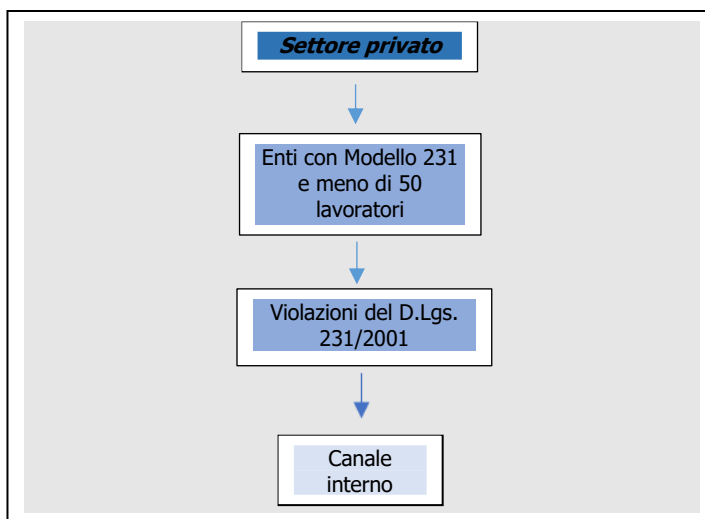 Settore privato
Enti con Modello 231
e meno di 50
lavoratori
Violazioni del D.Lgs.
231/2001
Canale
interno